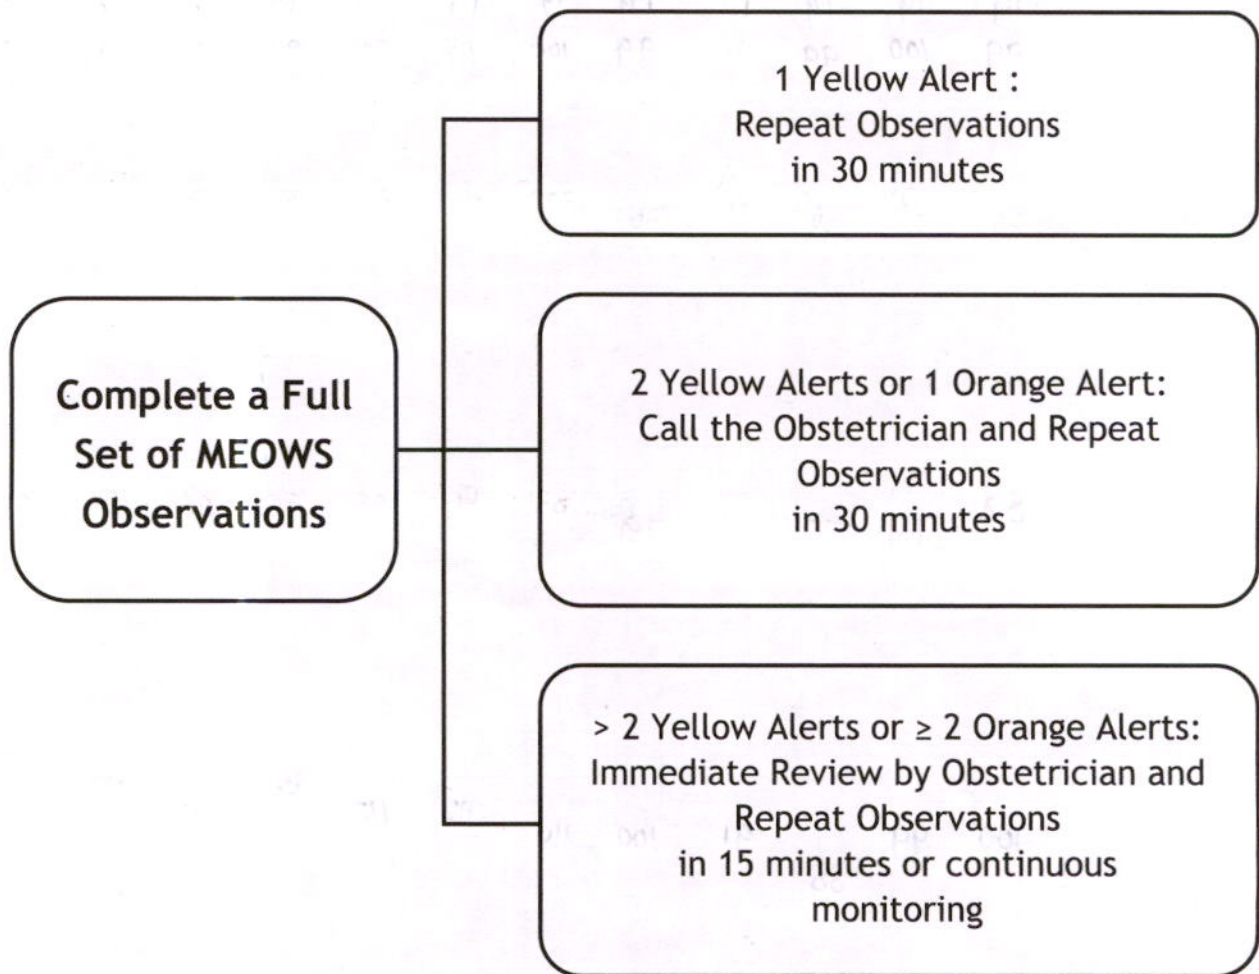 Complete a Full
Set of MEOWS
Observations
1 Yellow Alert :
Repeat Observations
in 30 minutes
2 Yellow Alerts or 1 Orange Alert:
Call the Obstetrician and Repeat
Observations
in 30 minutes
> 2 Yellow Alerts or ≥ 2 Orange Alerts:
Immediate Review by Obstetrician and
Repeat Observations
in 15 minutes or continuous
monitoring